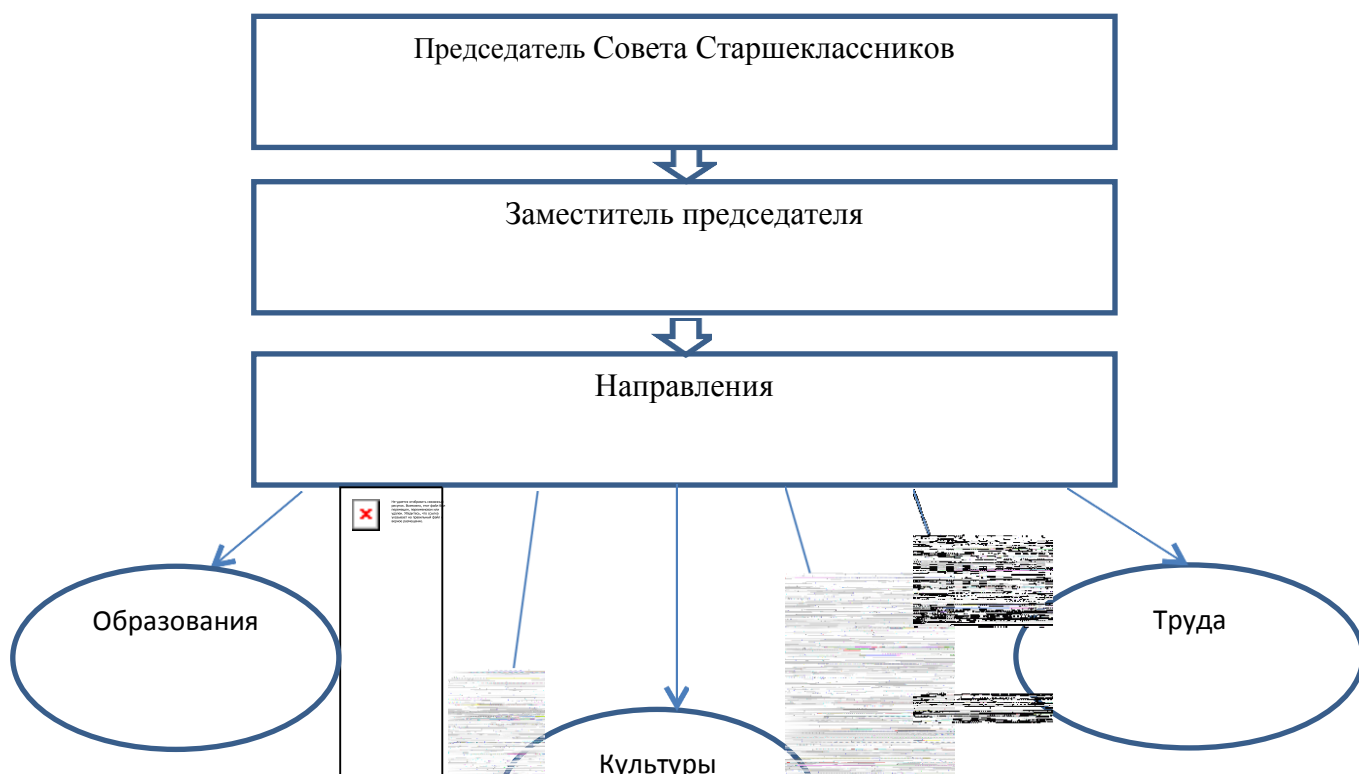 Председатель Совета Старшеклассников
Заместитель председателя
Направления
Образования
Труда
Культуры